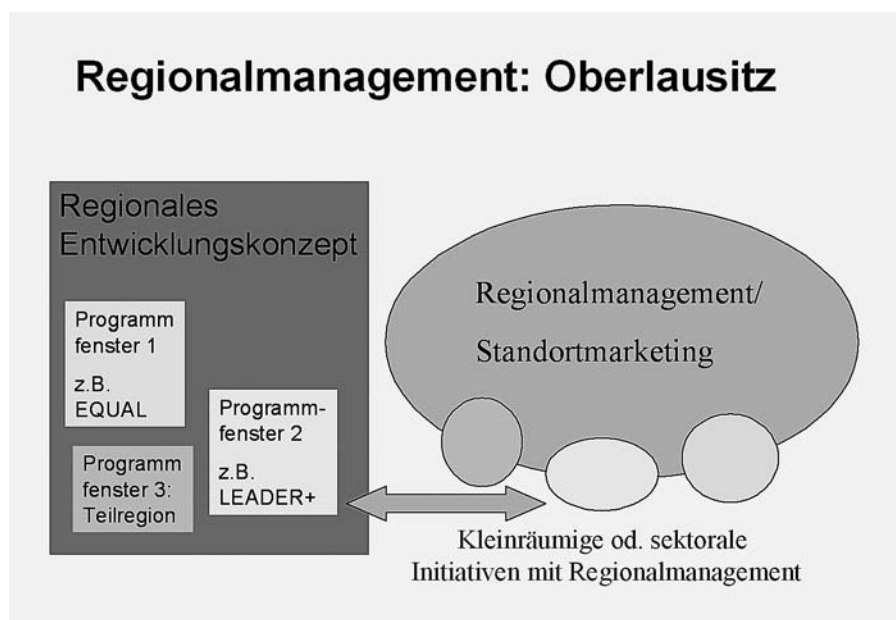 Regionalmanagement: Oberlausitz
Regionales
Entwicklungskonzept
Programm
fenster 1
z.B.
EQUAL
Programm-
fenster 2
z.B.
LEADER+
Programm
fenster 3:
Teilregion
Regionalmanagement/
Standortmarketing
Kleinräumige od. sektorale
Initiativen mit Regionalmanagement